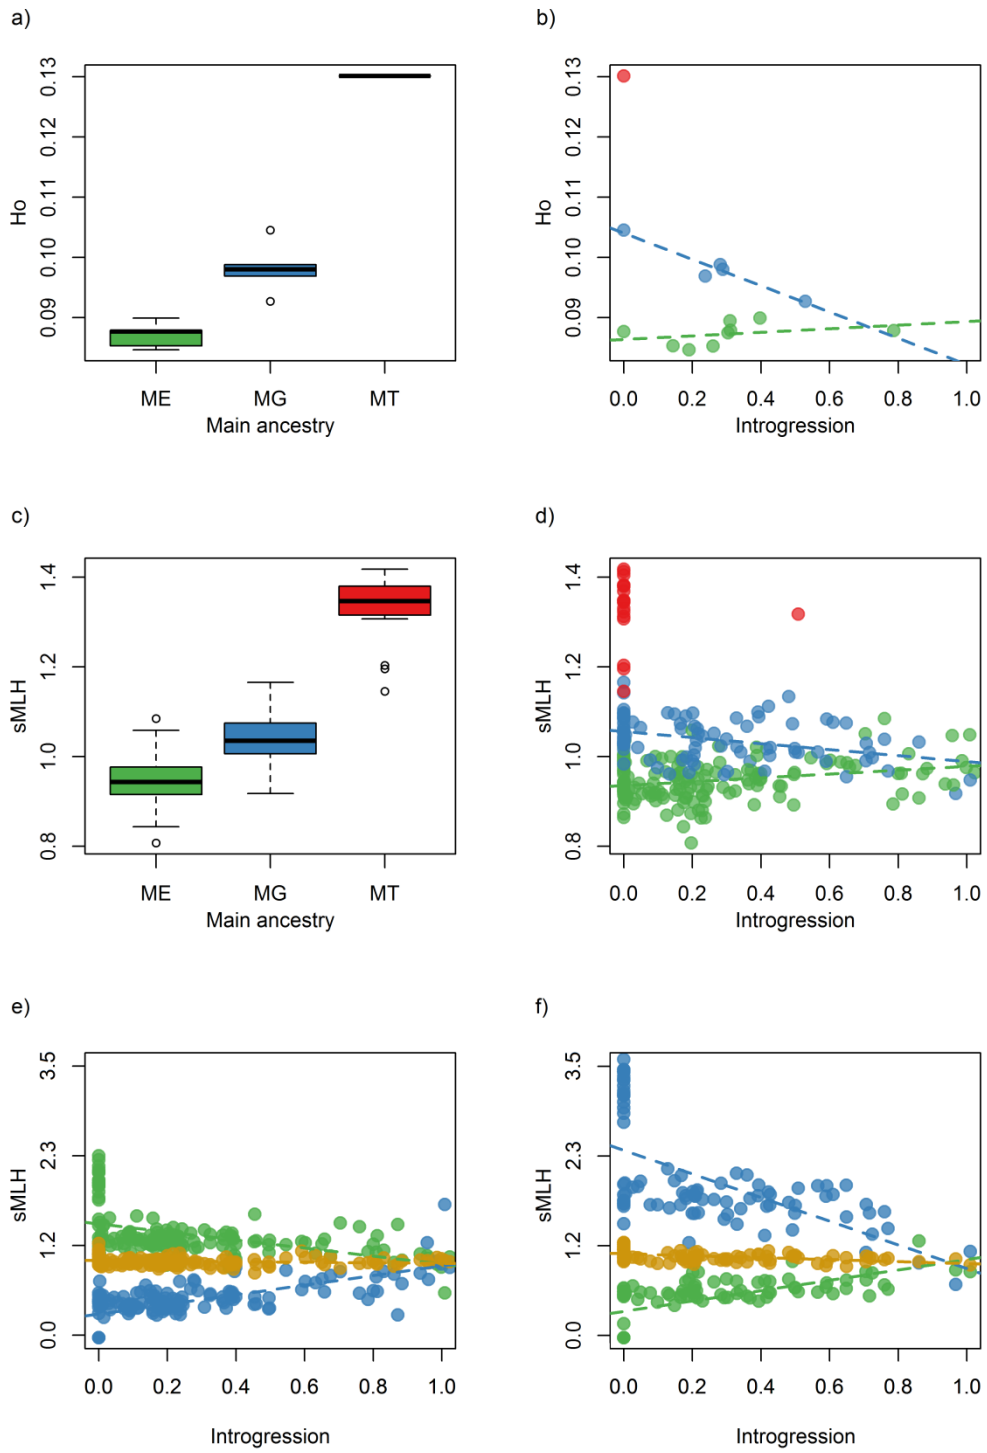 a)
0.09 0.10 0.11 0.12 0.13
Ho
ME MG MT
Main ancestry
b)
0.09 0.10 0.11 0.12 0.13
Ho
0.0 0.2 0.4 0.6 0.8 1.0
Introgression
c)
0.8 1.0 1.2 1.4
sMLH
ME MG MT
Main ancestry
d)
0.8 1.0 1.2 1.4
sMLH
0.0 0.2 0.4 0.6 0.8 1.0
Introgression
e)
0.0 1.2 2.3 3.5
sMLH
0.0 0.2 0.4 0.6 0.8 1.0
Introgression
f)
0.0 1.2 2.3 3.5
sMLH
0.0 0.2 0.4 0.6 0.8 1.0
Introgression